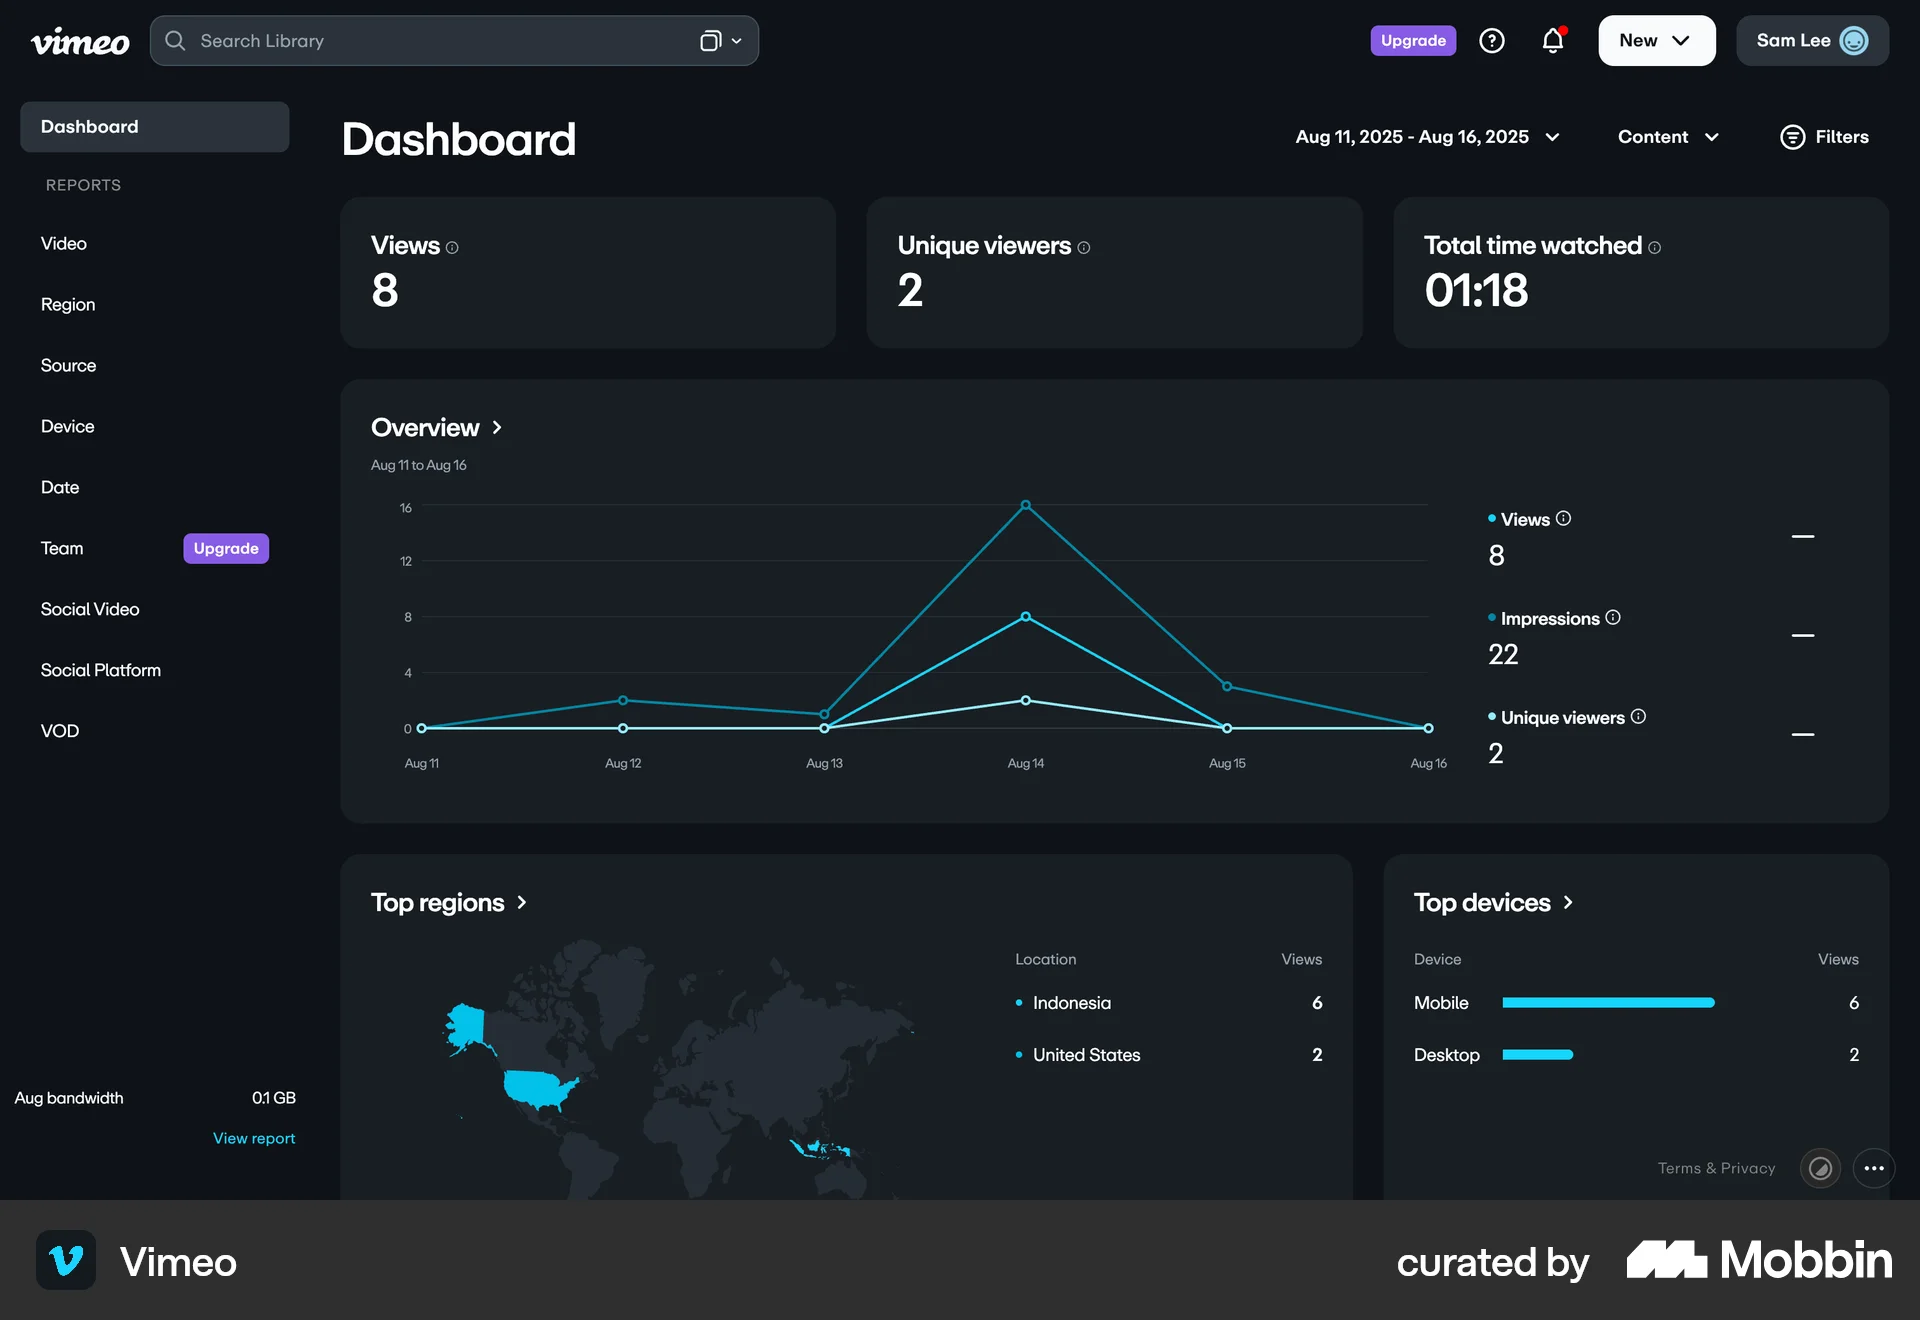 vimeo
Search Library
Upgrade
New
Sam Lee
Dashboard
REPORTS
Video
Region
Source
Device
Date
Team
Upgrade
Social Video
Social Platform
VOD
Aug bandwidth
0.1 GB
View report
Dashboard
Aug 11, 2025 - Aug 16, 2025
Content
Filters
Views
8
Unique viewers
2
Total time watched
01:18
Overview
Aug 11 to Aug 16
16
12
8
4
0
Aug 11
Aug 12
Aug 13
Aug 14
Aug 15
Aug 16
Views
8
Impressions
22
Unique viewers
2
Top regions
Location Views
Indonesia 6
United States 2
Top devices
Device Views
Mobile 6
Desktop 2
Terms & Privacy
Vimeo
curated by Mobbin